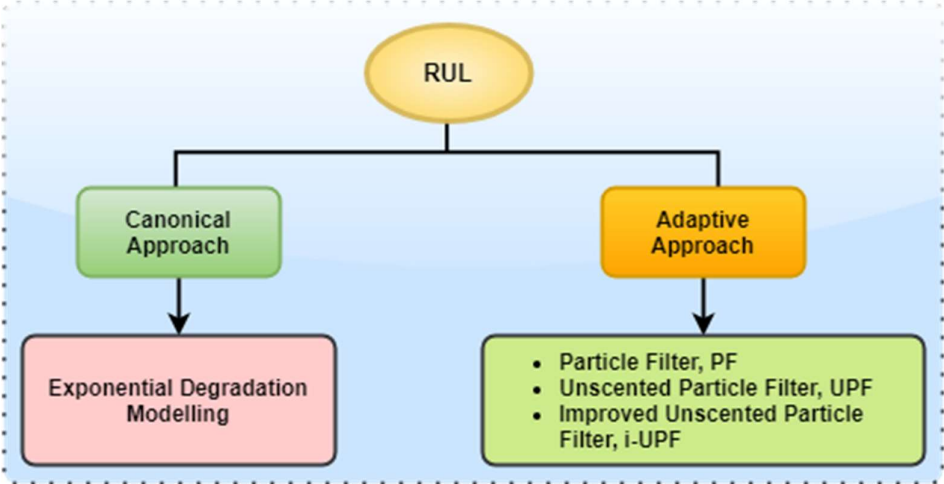 RUL
Canonical
Approach
Adaptive
Approach
Exponential Degradation
Modelling
• Particle Filter, PF
• Unscented Particle Filter, UPF
• Improved Unscented Particle
Filter, i-UPF